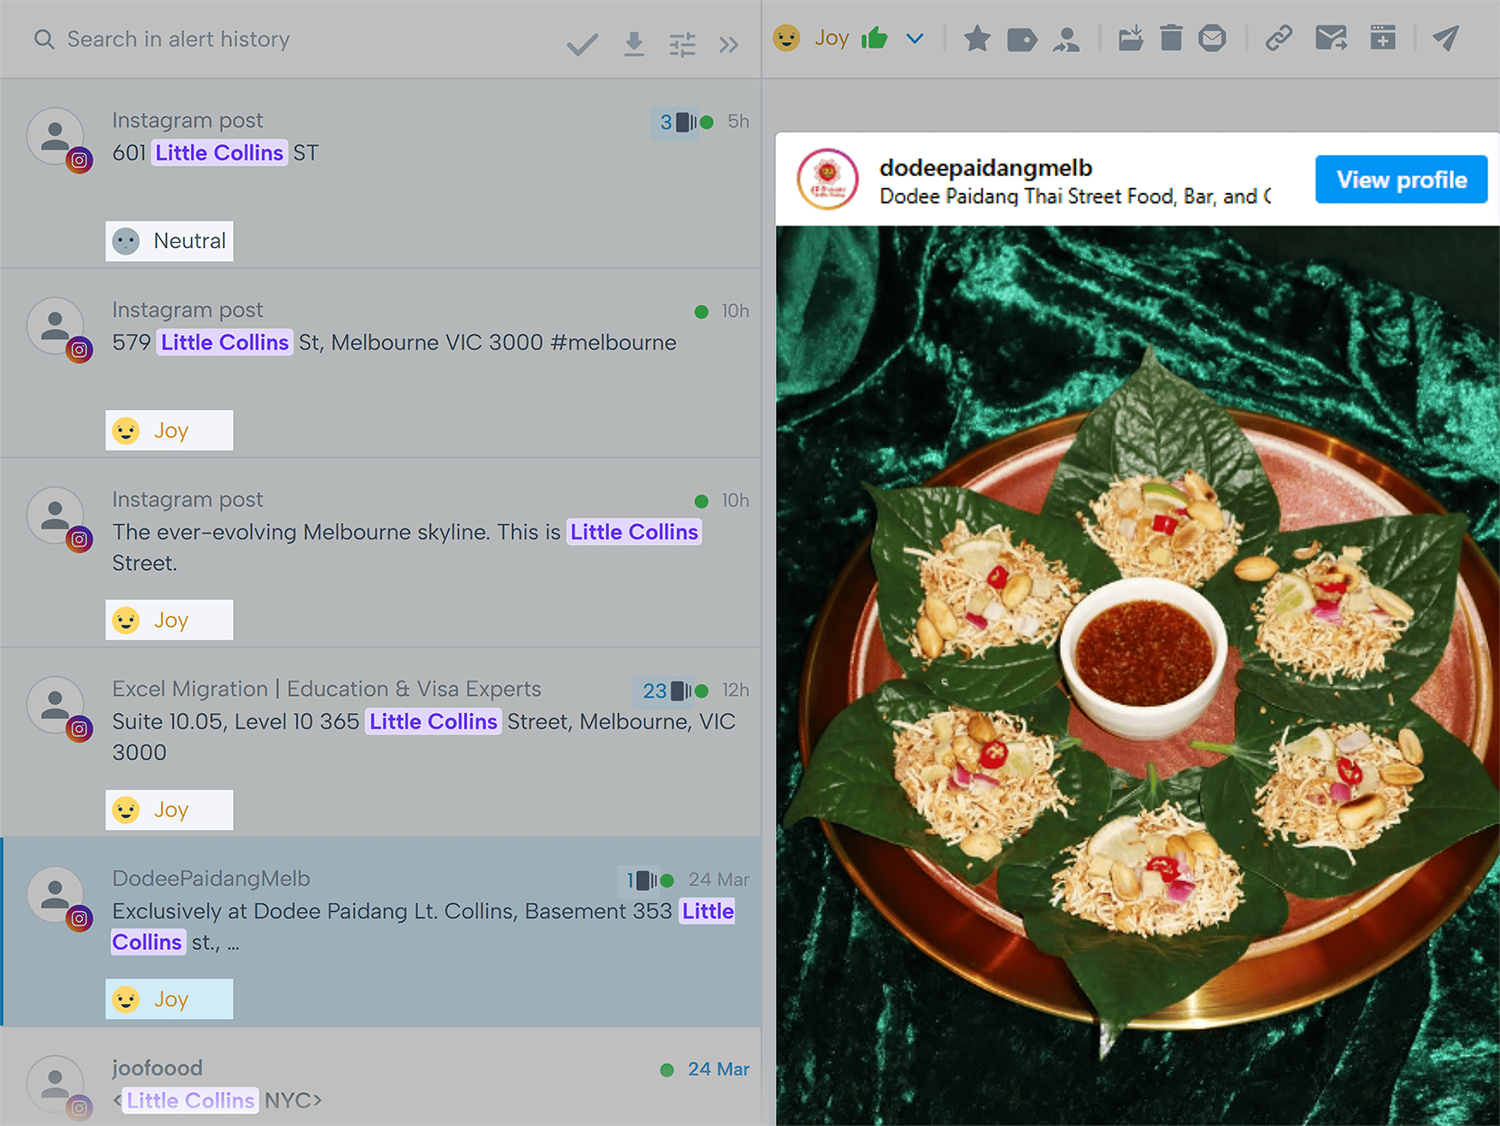 Search in alert history
Joy
Instagram post
3
5h
601 Little Collins ST
Neutral
Instagram post
10h
579 Little Collins St, Melbourne VIC 3000 #melbourne
Joy
Instagram post
10h
The ever-evolving Melbourne skyline. This is Little Collins
Street.
Joy
Excel Migration | Education & Visa Experts
23
12h
Suite 10.05, Level 10 365 Little Collins Street, Melbourne, VIC
3000
Joy
DodeePaidangMelb
1
24 Mar
Exclusively at Dodee Paidang Lt. Collins, Basement 353 Little
Collins st., ...
Joy
joofoood
24 Mar
<Little Collins NYC>
dodeepaidangmelb
Dodee Paidang Thai Street Food, Bar, and
View profile